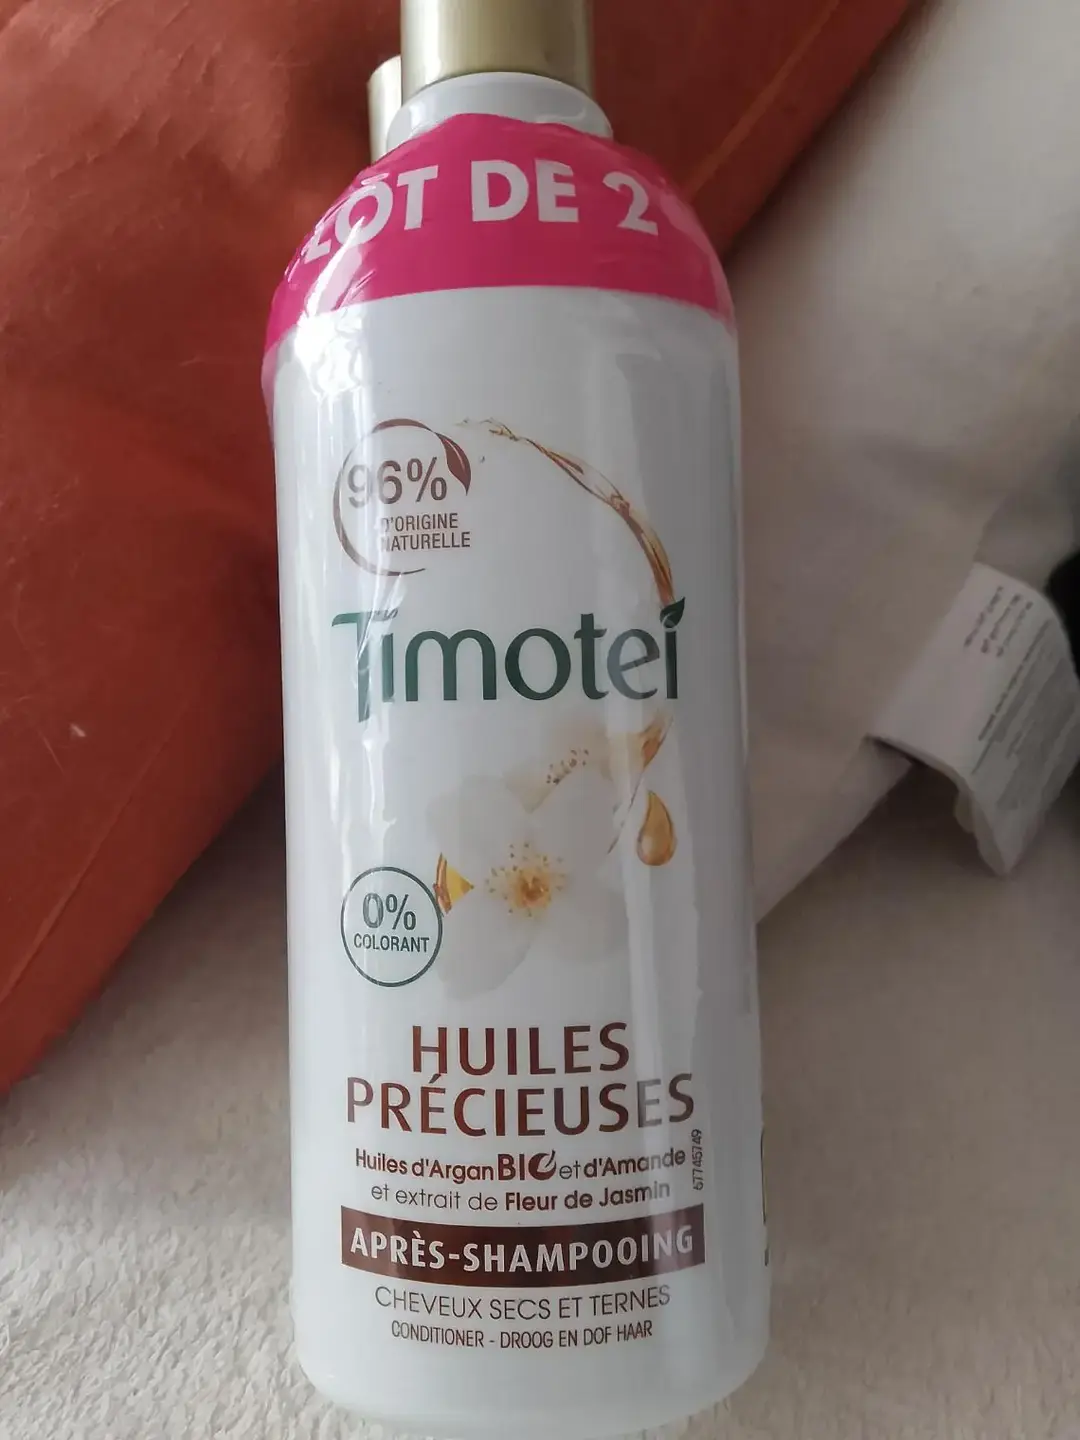 LOT DE 2
96%
D'ORIGINE
NATURELLE
Timotei
0%
COLORANT
HUILES
PRÉCIEUSES
Huiles d'Argan BIO et d'Amande
et extrait de Fleur de Jasmin
67745749
APRÈS-SHAMPOOING
CHEVEUX SECS ET TERNES
CONDITIONER - DROOG EN DOF HAAR